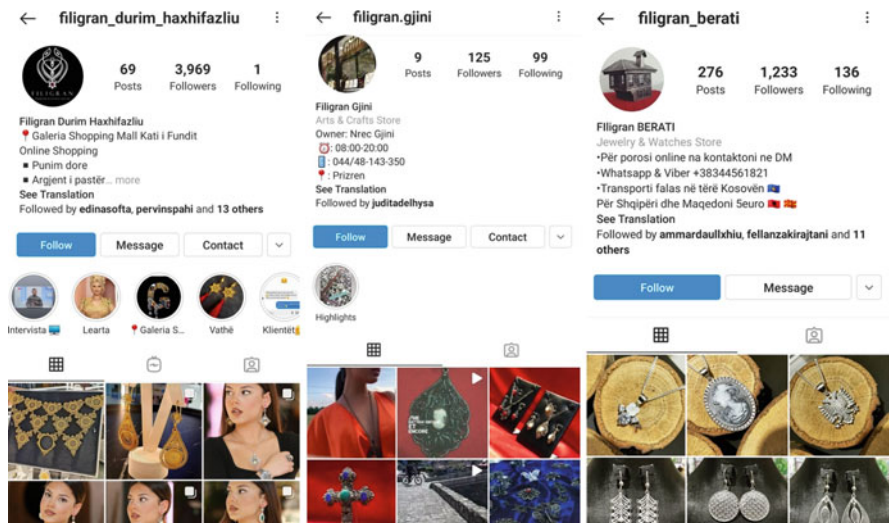 filigran_durim_haxhifazliu
FILIGRAN
69
3,969
1
Posts
Followers
Following
Filigran Durim Haxhifazliu
Galeria Shopping Mall Kati i Fundit
Online Shopping
▪ Punim dore
▪ Argjent i pastër... more
See Translation
Followed by edinasofta, pervinspahi and 13 others
Follow
Message
Contact
Intervista
Learta
Galeria S...
Vathë
Klientët
filigran.gjini
9
125
99
Posts
Followers
Following
Filigran Gjini
Arts & Crafts Store
Owner: Nrec Gjini
: 08:00-20:00
: 044/48-143-350
: Prizren
See Translation
Followed by juditadelhysa
Follow
Message
Contact
Highlights
ENCORE
filigran_berati
276
1,233
136
Posts
Followers
Following
FIligran BERATI
Jewelry & Watches Store
•Për porosi online na kontaktoni ne DM
•Whatsapp & Viber +38344561821
•Transporti falas në tërë Kosovën
Për Shqipëri dhe Maqedoni 5euro
See Translation
Followed by ammardaullxhiu, fellanzakirajtani and 11
others
Follow
Message